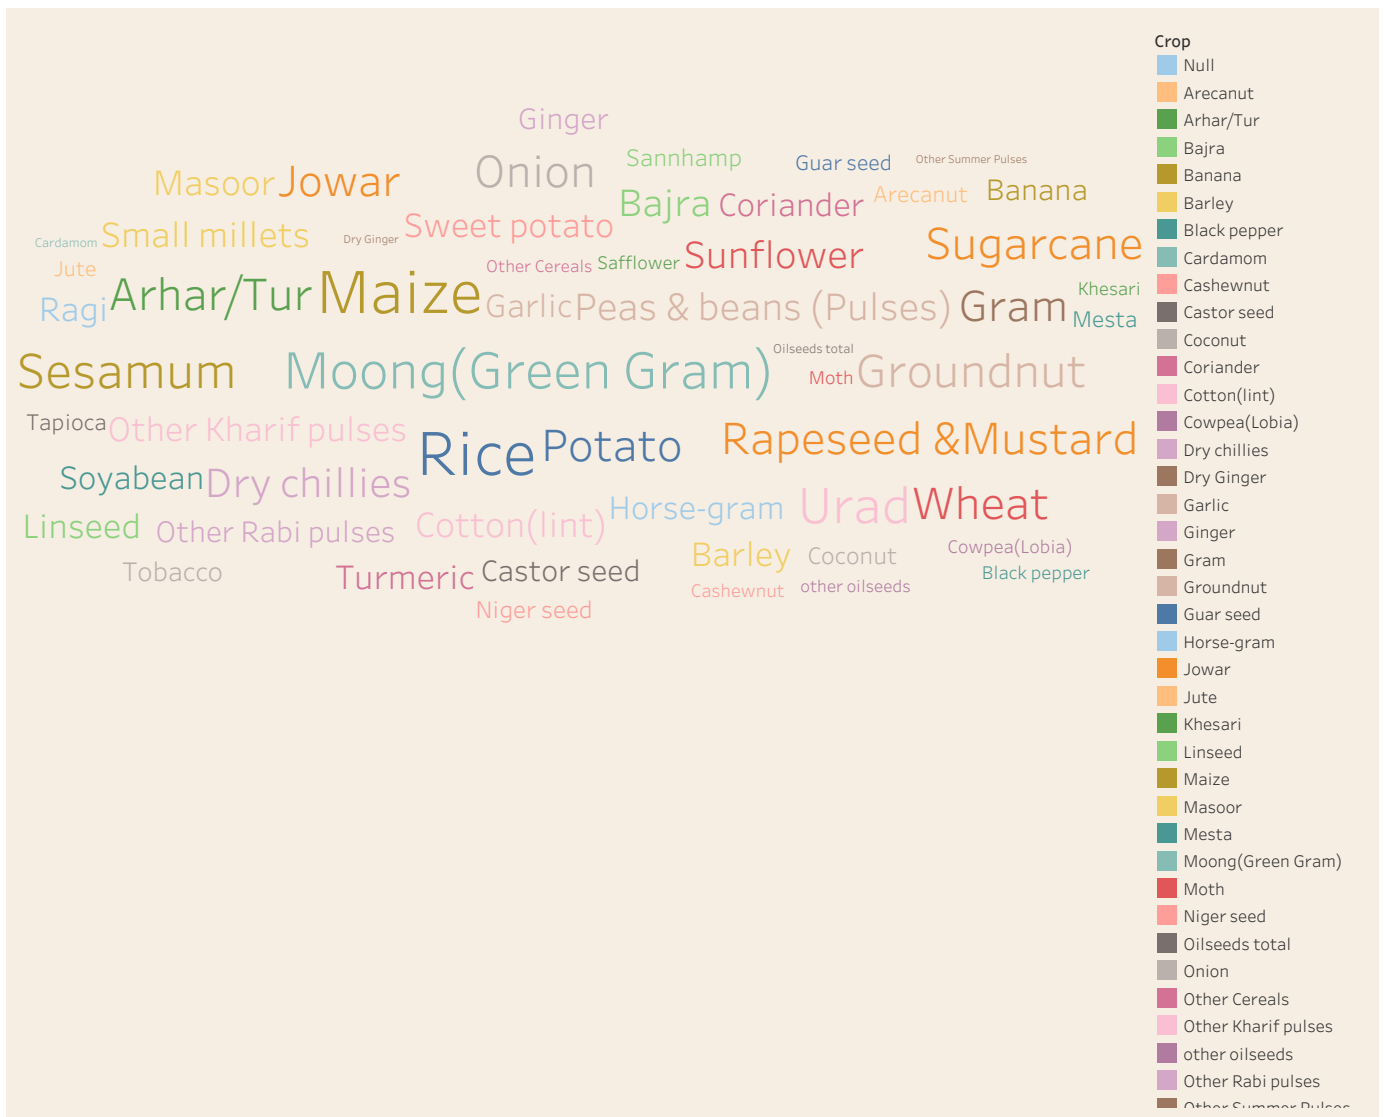 Ginger
Onion
Sannhamp
Guar seed
Other Summer Pulses
Masoor
Jowar
Bajra
Coriander
Arecanut
Banana
Cardamom
Small millets
Dry Ginger
Sweet potato
Sunflower
Sugarcane
Jute
Other Cereals
Safflower
Ragi
Arhar/Tur
Maize
Garlic
Peas & beans (Pulses)
Gram
Khesari
Mesta
Sesamum
Moong(Green Gram)
Oilseeds total
Moth
Groundnut
Tapioca
Other Kharif pulses
Rice
Potato
Rapeseed &Mustard
Soyabean
Dry chillies
Horse-gram
Urad
Wheat
Linseed
Other Rabi pulses
Cotton(lint)
Barley
Coconut
Cowpea(Lobia)
Tobacco
Turmeric
Castor seed
Cashewnut
other oilseeds
Black pepper
Niger seed
Crop
Null
Arecanut
Arhar/Tur
Bajra
Banana
Barley
Black pepper
Cardamom
Cashewnut
Castor seed
Coconut
Coriander
Cotton(lint)
Cowpea(Lobia)
Dry chillies
Dry Ginger
Garlic
Ginger
Gram
Groundnut
Guar seed
Horse-gram
Jowar
Jute
Khesari
Linseed
Maize
Masoor
Mesta
Moong(Green Gram)
Moth
Niger seed
Oilseeds total
Onion
Other Cereals
Other Kharif pulses
other oilseeds
Other Rabi pulses
Other Summer Pulses